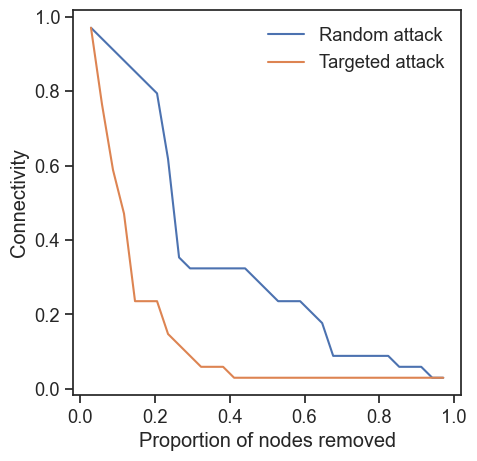 1.0
0.8
0.6
0.4
0.2
0.0
Connectivity
Random attack
Targeted attack
0.0 0.2 0.4 0.6 0.8 1.0
Proportion of nodes removed